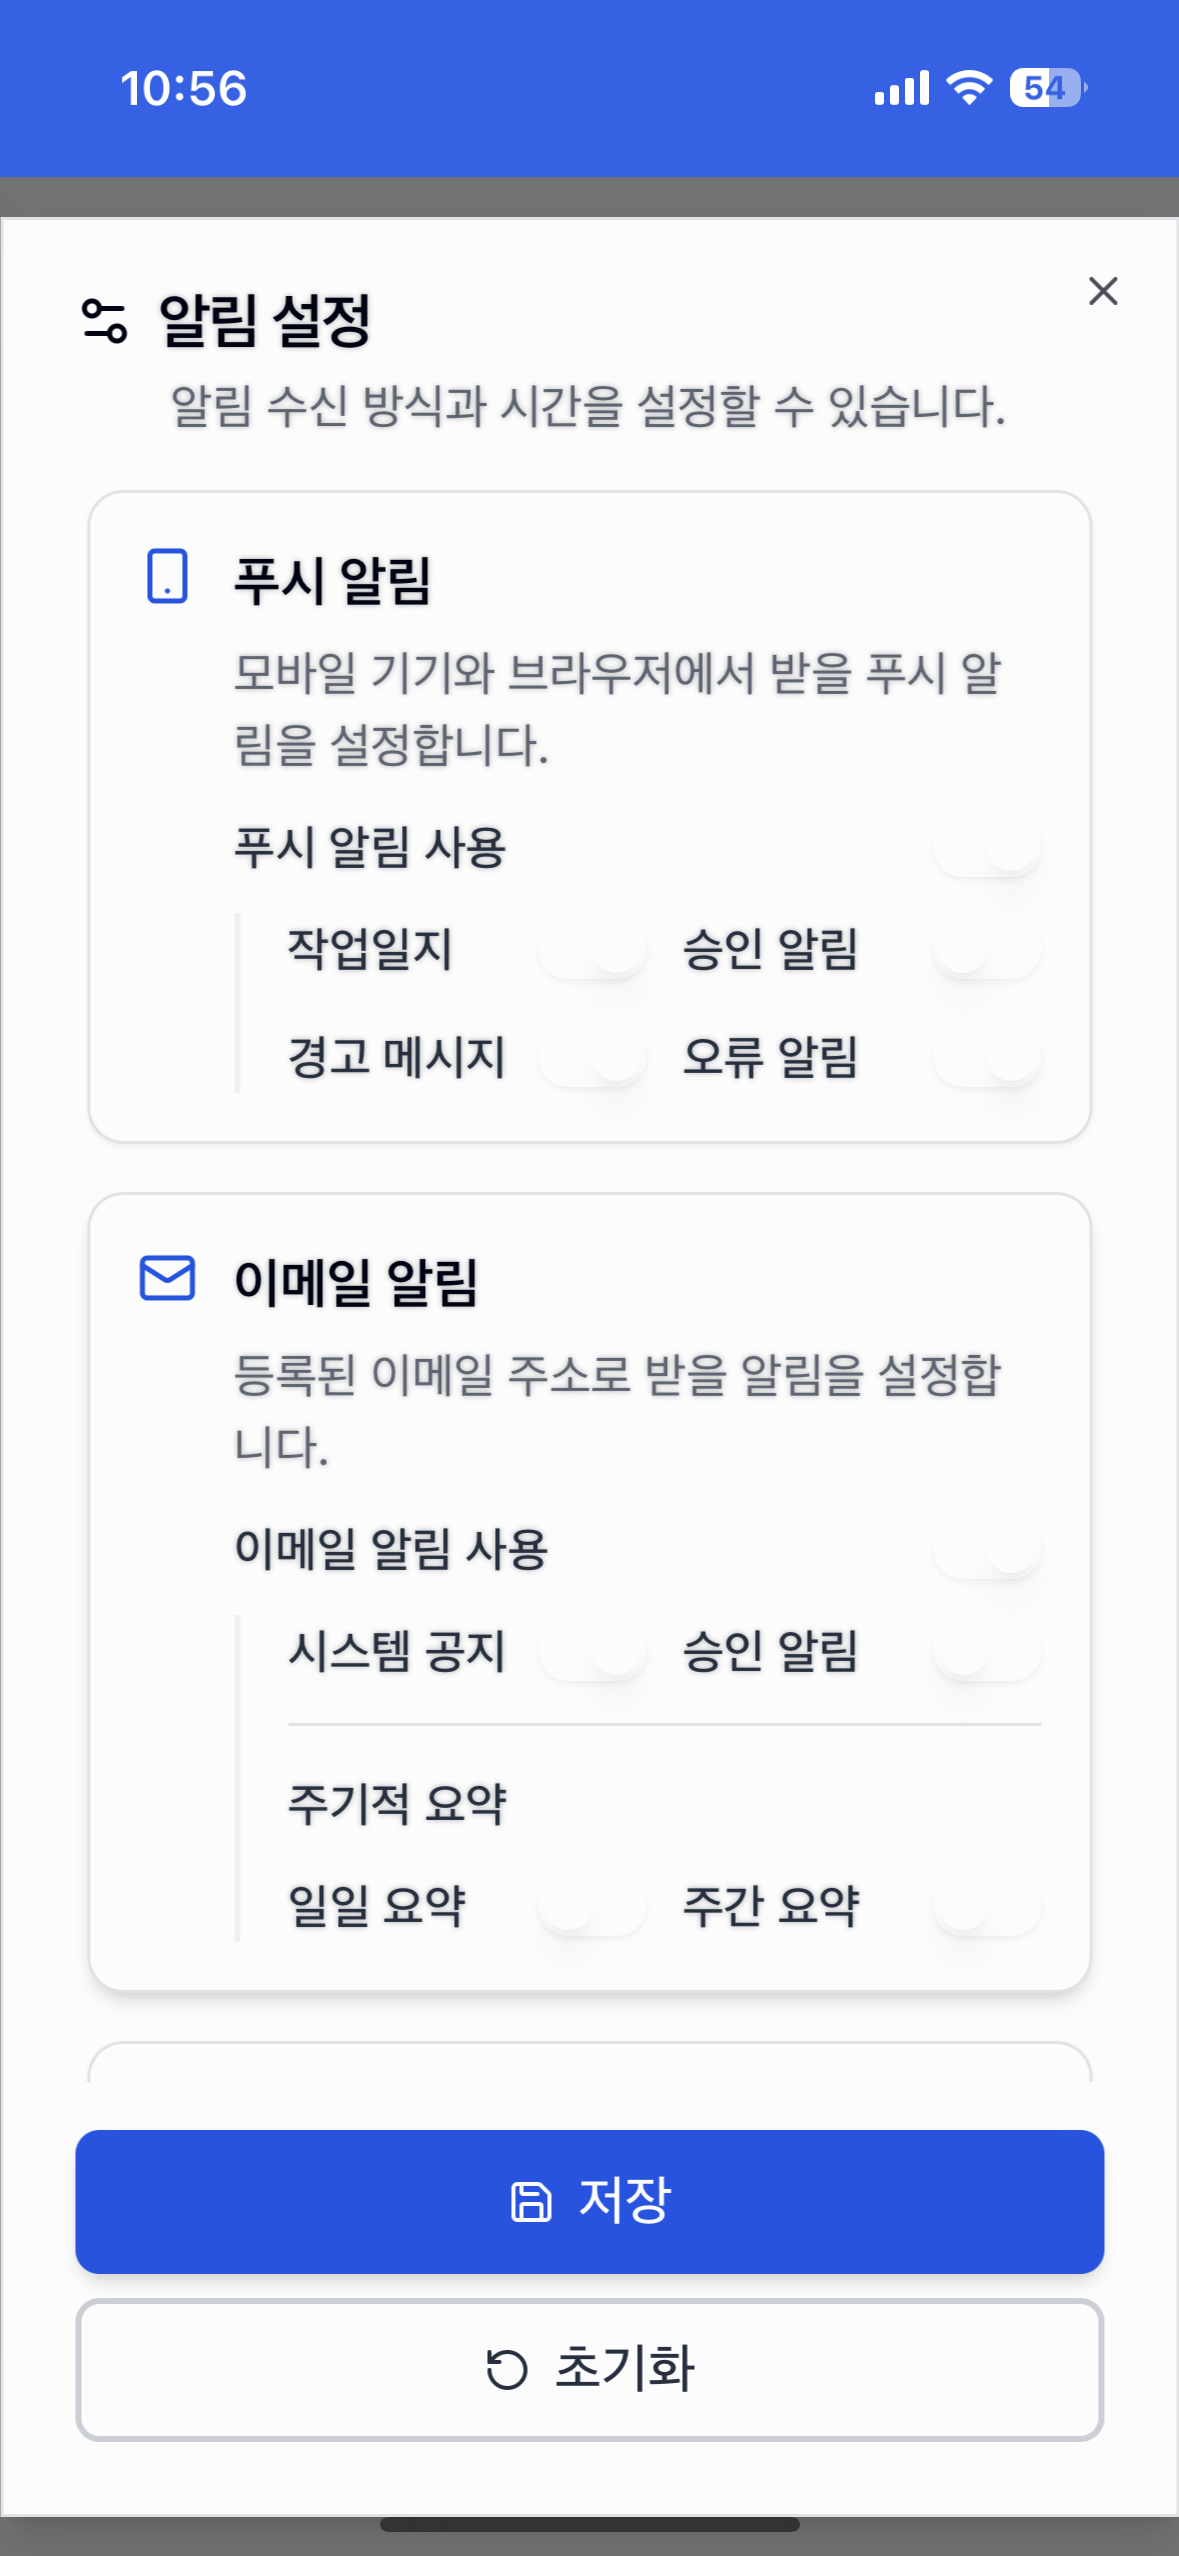 10:56
54
알림 설정
알림 수신 방식과 시간을 설정할 수 있습니다.
푸시 알림
모바일 기기와 브라우저에서 받을 푸시 알
림을 설정합니다.
푸시 알림 사용
작업일지 승인 알림
경고 메시지 오류 알림
이메일 알림
등록된 이메일 주소로 받을 알림을 설정합
니다.
이메일 알림 사용
시스템 공지 승인 알림
주기적 요약
일일 요약 주간 요약
저장
초기화